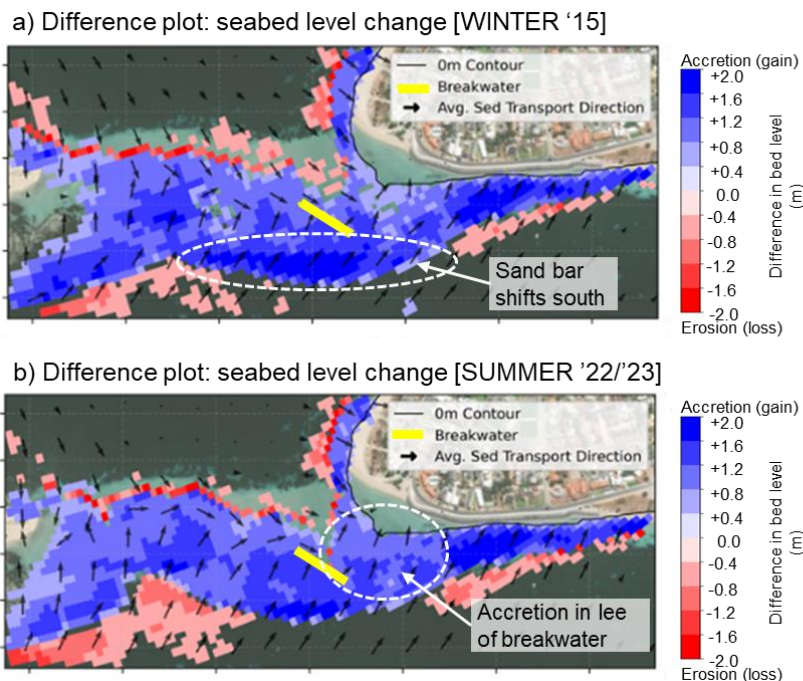 a) Difference plot: seabed level change [WINTER ‘15]
0m Contour
Breakwater
Avg. Sed Transport Direction
Sand bar
shifts south
Accretion (gain)
+2.0
+1.6
+1.2
+0.8
+0.4
0.0
-0.4
-0.8
-1.2
-1.6
-2.0
Erosion (loss)
Difference in bed level
(m)
b) Difference plot: seabed level change [SUMMER ’22/’23]
0m Contour
Breakwater
Avg. Sed Transport Direction
Accretion in lee
of breakwater
Accretion (gain)
+2.0
+1.6
+1.2
+0.8
+0.4
0.0
-0.4
-0.8
-1.2
-1.6
-2.0
Erosion (loss)
Difference in bed level
(m)